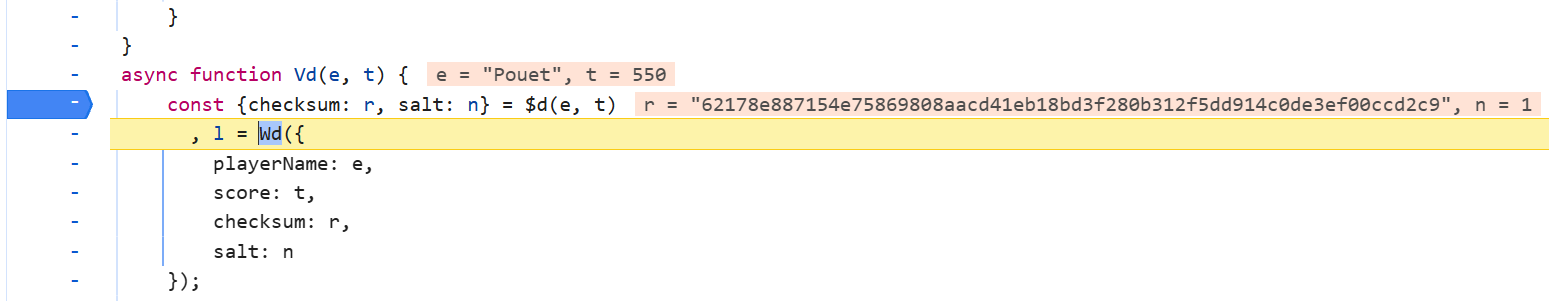 -     }
- }
- async function Vd(e, t) { e = "Pouet", t = 550
- const {checksum: r, salt: n} = $d(e, t) r = "62178e887154e75869808aacd41eb18bd3f280b312f5dd914c0de3ef00ccd2c9", n = 1
- , l = Wd({
- playerName: e,
- score: t,
- checksum: r,
- salt: n
- });